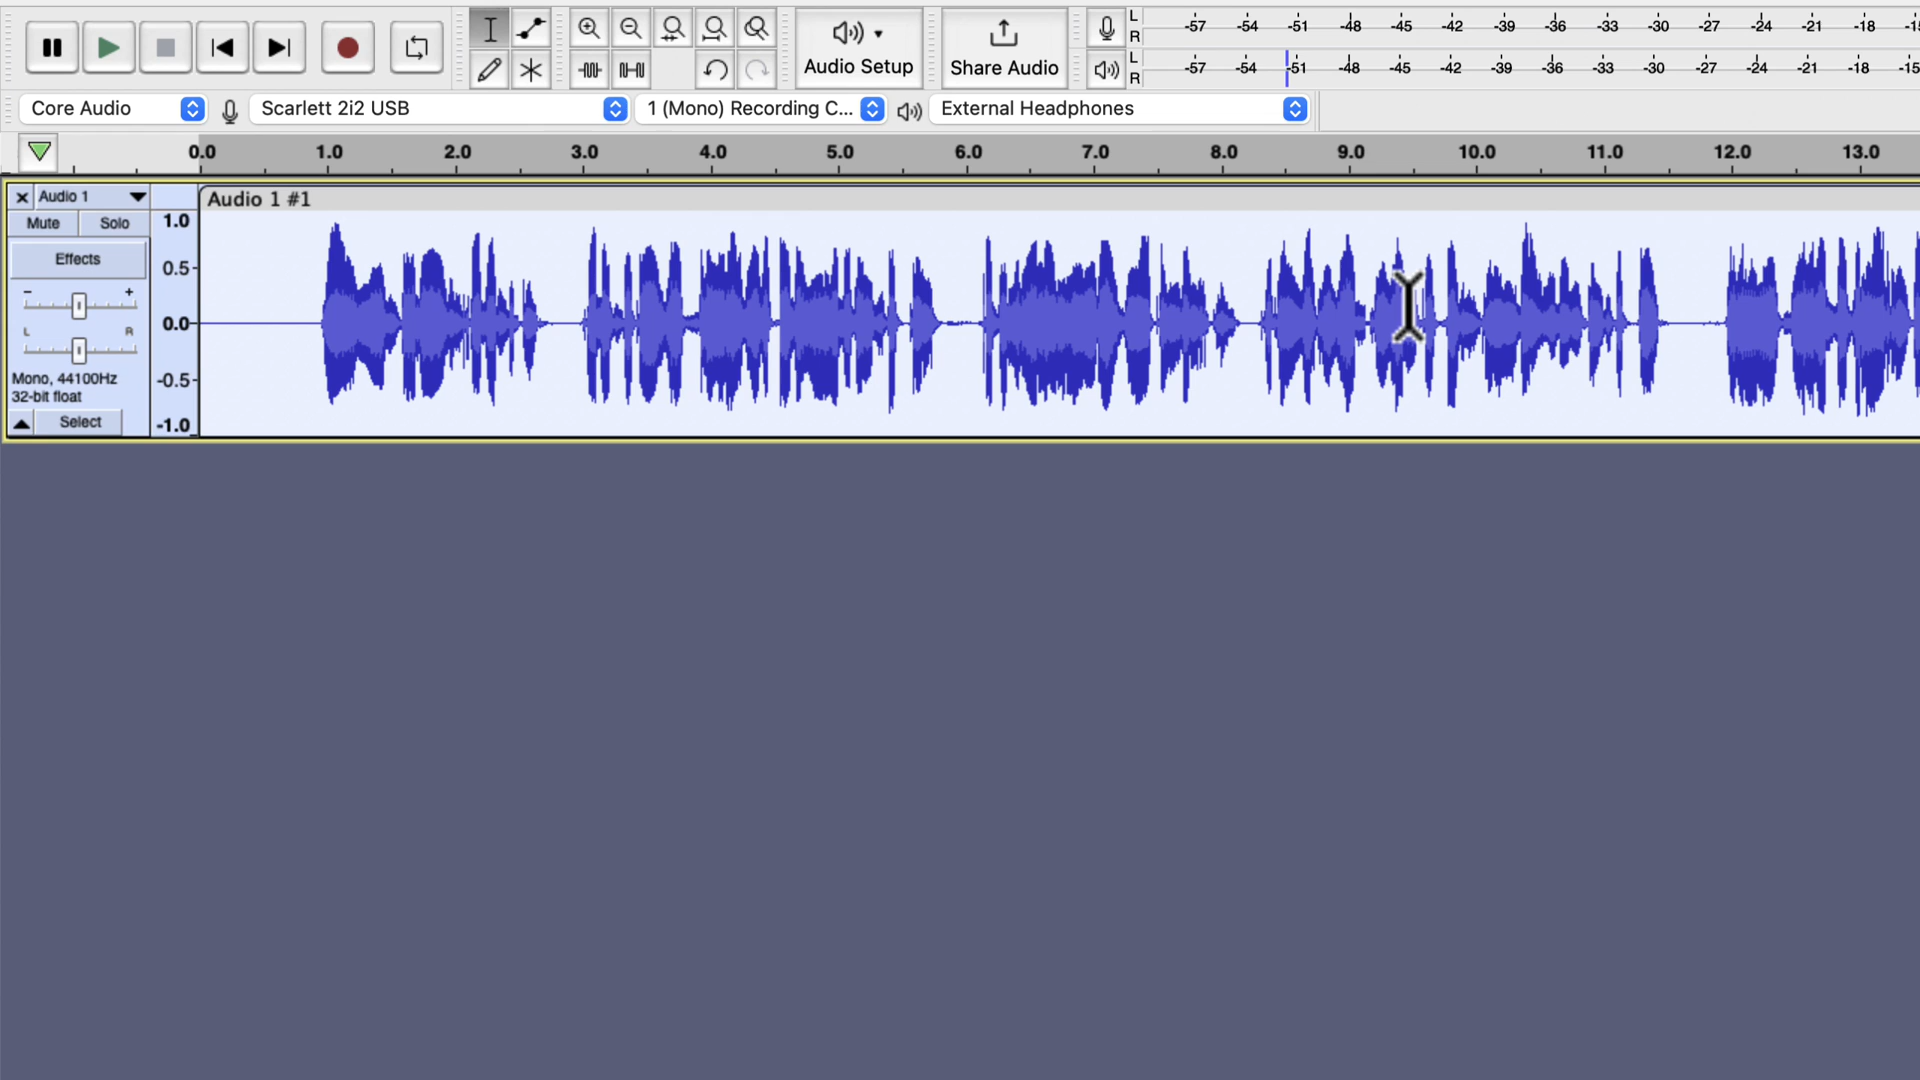 L
R
-57 -54 -51 -48 -45 -42 -39 -36 -33 -30 -27 -24 -21 -18 -15
Audio Setup
Share Audio
L
R
-57 -54 -51 -48 -45 -42 -39 -36 -33 -30 -27 -24 -21 -18 -15
Core Audio
Scarlett 2i2 USB
1 (Mono) Recording C...
External Headphones
0.0 1.0 2.0 3.0 4.0 5.0 6.0 7.0 8.0 9.0 10.0 11.0 12.0 13.0
Audio 1
Audio 1 #1
Mute Solo
Effects
- +
L R
Mono, 44100Hz
32-bit float
Select
1.0
0.5
0.0
-0.5
-1.0